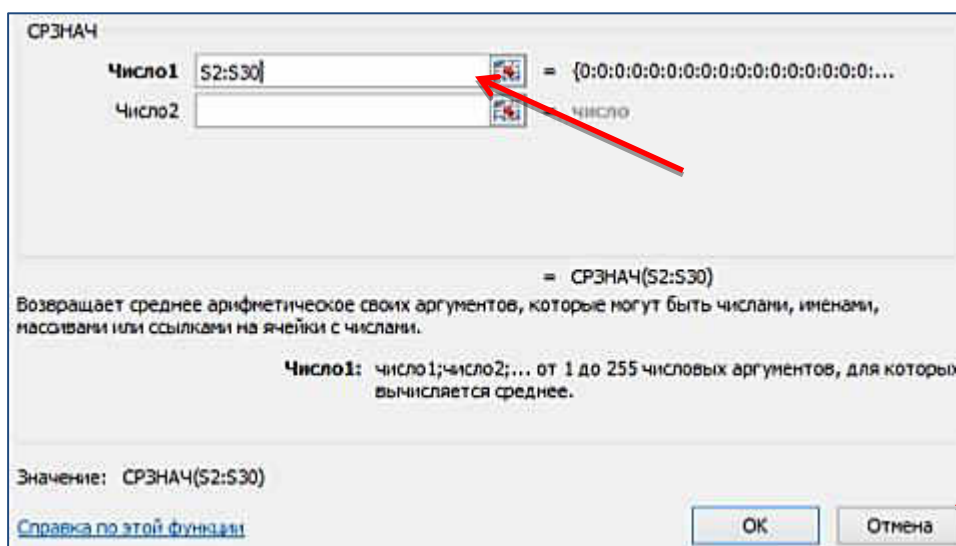 СРЗНАЧ
Число1 S2:S30 = {0:0:0:0:0:0:0:0:0:0:0:0:0:0:0:0:0:0:...
Число2 = число
= СРЗНАЧ(S2:S30)
Возвращает среднее арифметическое своих аргументов, которые могут быть числами, именами,
массивами или ссылками на ячейки с числами.
Число1: число1;число2;... от 1 до 255 числовых аргументов, для которых
вычисляется среднее.
Значение: СРЗНАЧ(S2:S30)
Справка по этой функции
ОК Отмена